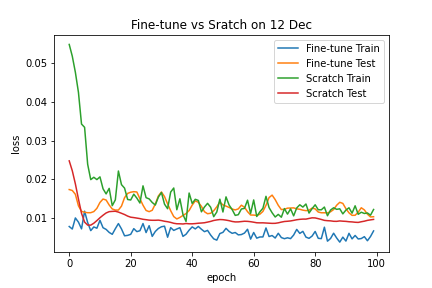 Fine-tune vs Sratch on 12 Dec
Fine-tune Train
Fine-tune Test
Scratch Train
Scratch Test
loss
0.05
0.04
0.03
0.02
0.01
0
20
40
60
80
100
epoch